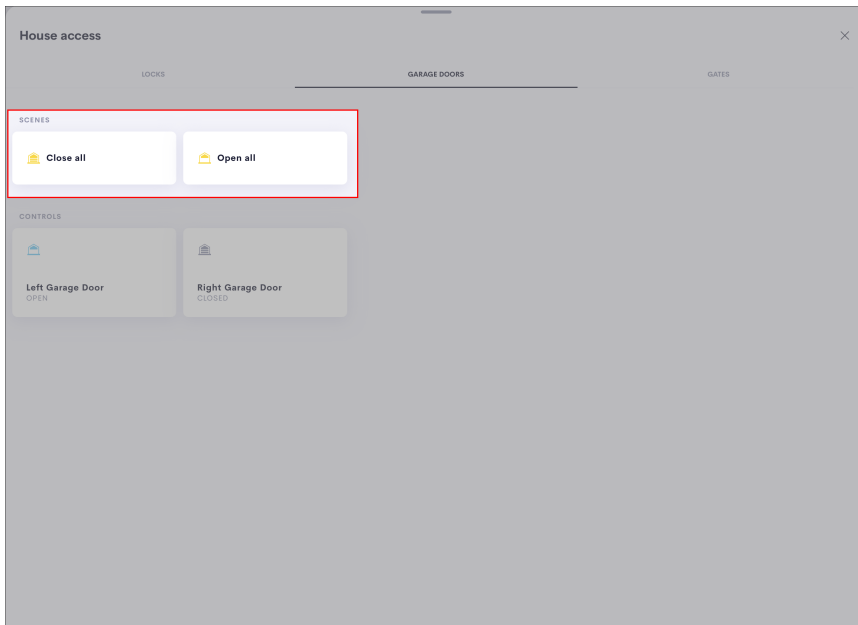 House access
LOCKS
GARAGE DOORS
GATES
SCENES
Close all
Open all
CONTROLS
Left Garage Door
OPEN
Right Garage Door
CLOSED